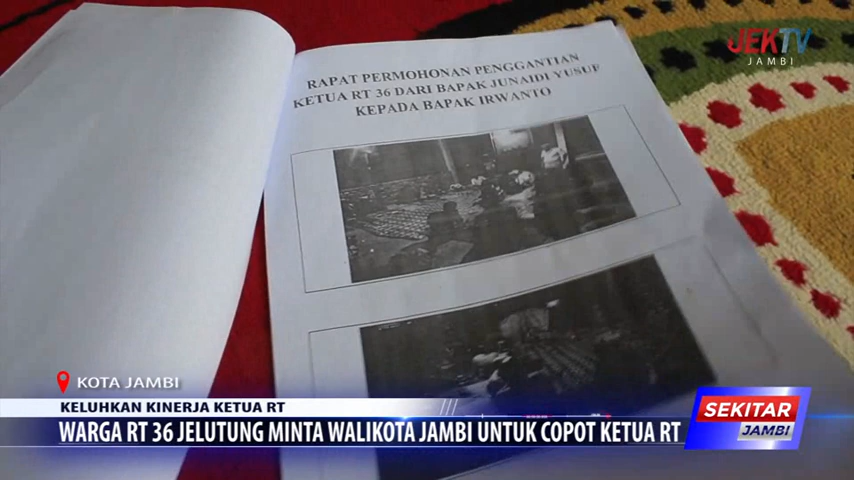 JEKTV
JAMBI
RAPAT PERMOHONAN PENGGANTIAN
KETUA RT 36 DARI BAPAK JUNAIDI YUSUF
KEPADA BAPAK IRWANTO
KOTA JAMBI
KELUHKAN KINERJA KETUA RT
WARGA RT 36 JELUTUNG MINTA WALIKOTA JAMBI UNTUK COPOT KETUA RT
SEKITAR
JAMBI